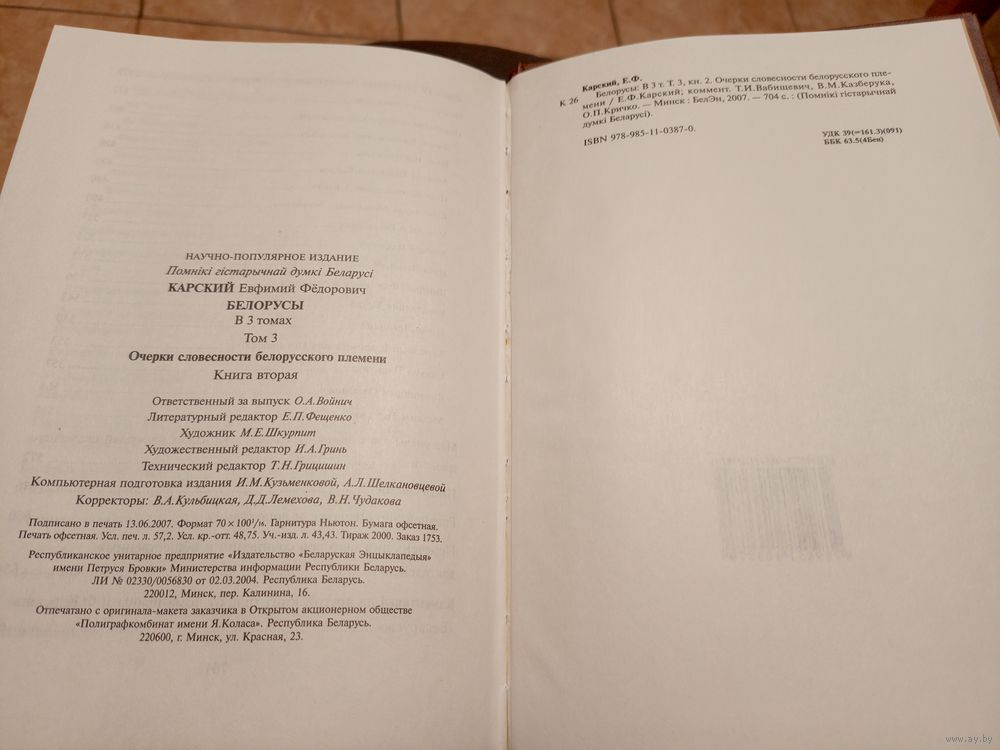 НАУЧНО-ПОПУЛЯРНОЕ ИЗДАНИЕ
Помнікі гістарычнай думкі Беларусі
КАРСКИЙ Евфимий Фёдорович
БЕЛОРУСЫ
В 3 томах
Том 3
Очерки словесности белорусского племени
Книга вторая
Ответственный за выпуск О.А.Войнич
Литературный редактор Е.П.Фещенко
Художник М.Е.Шкурпит
Художественный редактор И.А.Гринь
Технический редактор Т.Н.Грицишин
Компьютерная подготовка издания И.М.Кузьменковой, А.Л.Шелкановцевой
Корректоры: В.А.Кульбицкая, Д.Д.Лемехова, В.Н.Чудакова
Подписано в печать 13.06.2007. Формат 70 × 100 1/16. Гарнитура Ньютон. Бумага офсетная.
Печать офсетная. Усл. печ. л. 57,2. Усл. кр.-отт. 48,75. Уч.-изд. л. 43,43. Тираж 2000. Заказ 1753.
Республиканское унитарное предприятие «Издательство «Беларуская Энцыклапедыя»
имени Петруся Бровки» Министерства информации Республики Беларусь.
ЛИ № 02330/0056830 от 02.03.2004. Республика Беларусь.
220012, Минск, пер. Калинина, 16.
Отпечатано с оригинала-макета заказчика в Открытом акционерном обществе
«Полиграфкомбинат имени Я.Коласа». Республика Беларусь.
220600, г. Минск, ул. Красная, 23.
Карский, Е.Ф.
К 26 Белорусы: В 3 т. Т. 3, кн. 2. Очерки словесности белорусского пле-
мени / Е.Ф.Карский; коммент. Т.И.Вабищевич, В.М.Казберука,
О.П.Кричко. — Минск : БелЭн, 2007. — 704 с. : (Помнікі гістарычнай
думкі Беларусі).
ISBN 978-985-11-0387-0.
УДК 39(=161.3)(091)
ББК 63.5(4Беи)
www.ay.by